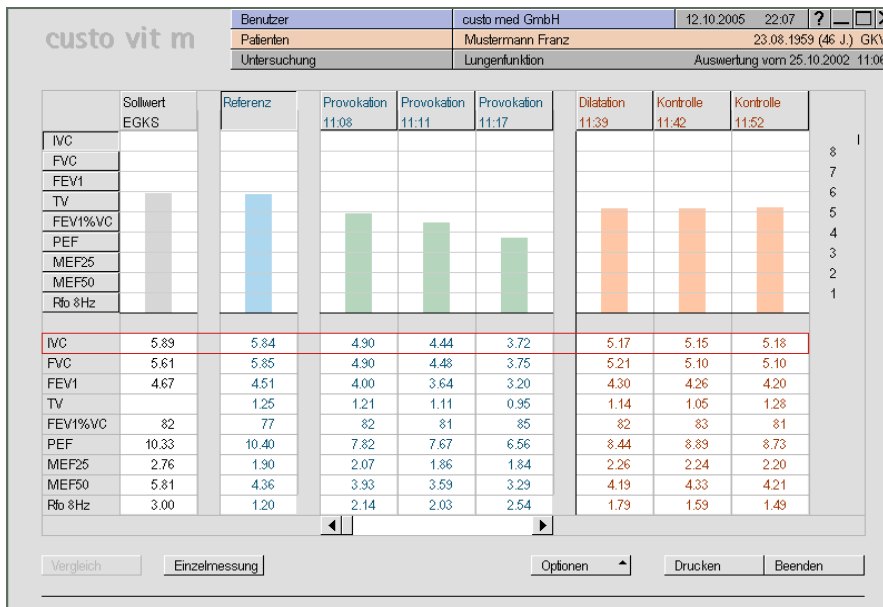 custo vit m
Benutzer custo med GmbH 12.10.2005 22:07 ?
Patienten Mustermann Franz 23.08.1959 (46 J.) GKV
Untersuchung Lungenfunktion Auswertung vom 25.10.2002 11:06
Sollwert Referenz Provokation Provokation Provokation Dilatation Kontrolle Kontrolle
EGKS 11:08 11:11 11:17 11:39 11:42 11:52
IVC
FVC 8
FEV1 7
TV 6
FEV1%VC 5
PEF 4
MEF25 3
MEF50 2
Rfo 8Hz 1
IVC 5.89 5.84 4.90 4.44 3.72 5.17 5.15 5.18
FVC 5.61 5.85 4.90 4.48 3.75 5.21 5.10 5.10
FEV1 4.67 4.51 4.00 3.64 3.20 4.30 4.26 4.20
TV 1.25 1.21 1.11 0.95 1.14 1.05 1.28
FEV1%VC 82 77 82 81 85 82 83 81
PEF 10.33 10.40 7.82 7.67 6.56 8.44 8.89 8.73
MEF25 2.76 1.90 2.07 1.86 1.84 2.26 2.24 2.20
MEF50 5.81 4.36 3.93 3.59 3.29 4.19 4.33 4.21
Rfo 8Hz 3.00 1.20 2.14 2.03 2.54 1.79 1.59 1.49
Vergleich Einzelmessung Optionen Drucken Beenden